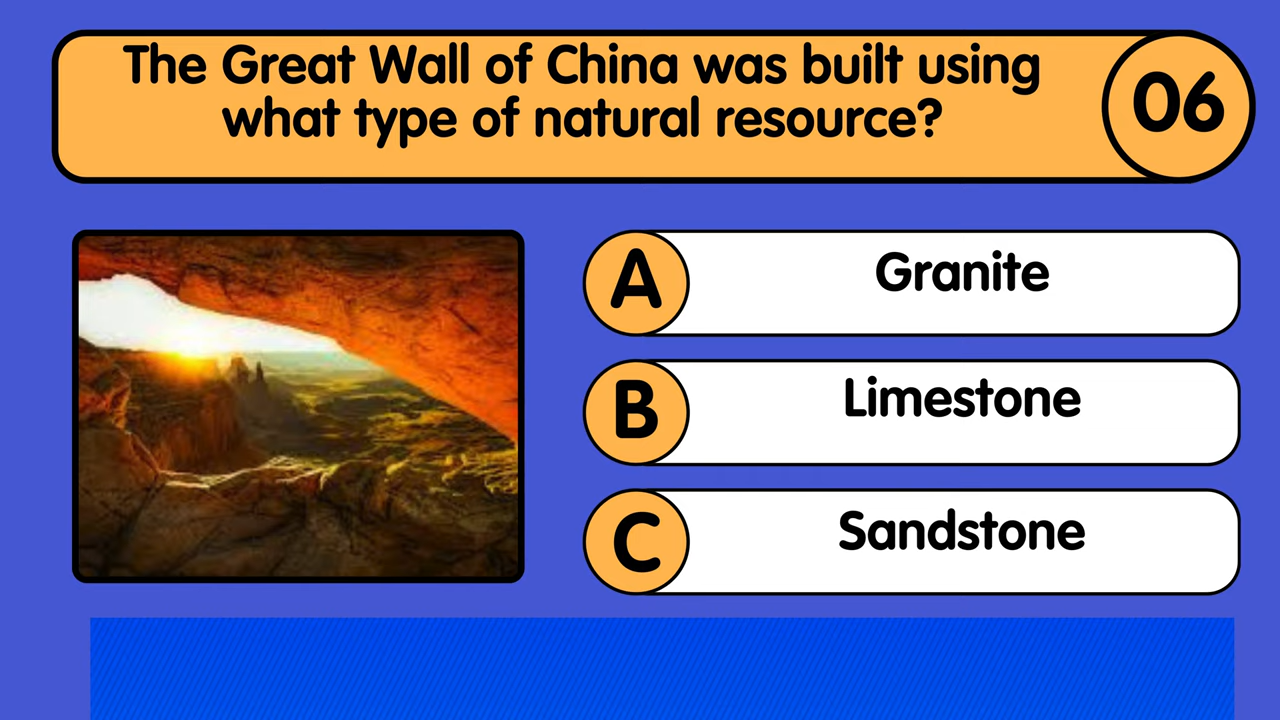 The Great Wall of China was built using
what type of natural resource?
06
A
Granite
B
Limestone
C
Sandstone